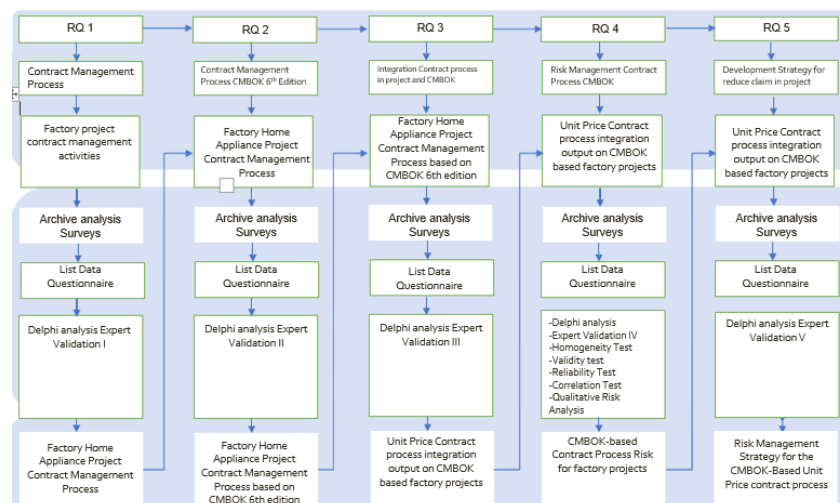 RQ 1
RQ 2
RQ 3
RQ 4
RQ 5
Contract Management
Process
Contract Management
Process CMBOK 6th Edition
Integration Contract process
in project and CMBOK
Risk Management Contract
Process CMBOK
Development Strategy for
reduce claim in project
Factory project
contract management
activities
Factory Home
Appliance Project
Contract Management
Process
Factory Home
Appliance Project
Contract Management
Process based on
CMBOK 6th edition
Unit Price Contract
process integration
output on CMBOK
based factory projects
Unit Price Contract
process integration
output on CMBOK
based factory projects
Archive analysis
Surveys
Archive analysis
Surveys
Archive analysis
Surveys
Archive analysis
Surveys
Archive analysis
Surveys
List Data
Questionnaire
List Data
Questionnaire
List Data
Questionnaire
List Data
Questionnaire
List Data
Questionnaire
Delphi analysis Expert
Validation I
Delphi analysis Expert
Validation II
Delphi analysis Expert
Validation III
-Delphi analysis
-Expert Validation IV
-Homogeneity Test
-Validity test
-Reliability Test
-Correlation Test
-Qualitative Risk
Analysis
Delphi analysis Expert
Validation V
Factory Home
Appliance Project
Contract Management
Process
Factory Home
Appliance Project
Contract Management
Process based on
CMBOK 6th edition
Unit Price Contract
process integration
output on CMBOK
based factory projects
CMBOK-based
Contract Process Risk
for factory projects
Risk Management
Strategy for the
CMBOK-Based Unit
Price contract process